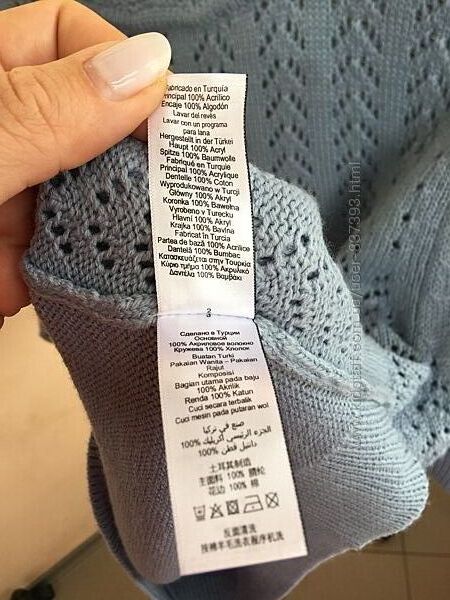 Fabricado en Turquía
Principal 100% Acrílico
Encaje 100% Algodón
Lavar del revés
Lavar con un programa
para lana
Hergestellt in der Türkei
Haupt 100% Acryl
Spitze 100% Baumwolle
Fabriqué en Turquie
Principal 100% Acrylique
Dentelle 100% Coton
Wyprodukowano w Turcji
Główny 100% Akryl
Koronka 100% Bawełna
Vyrobeno v Turecku
Hlavní 100% Akryl
Krajka 100% Bavlna
Fabricat în Turcia
Partea de bază 100% Acrilice
Dantelă 100% Bumbac
Κατασκευάζεται στην Τουρκία
Κύριο τμήμα 100% Ακρυλικό
Δαντέλα 100% Βαμβάκι
3
Сделано в Турции
Основной
100% Акриловое волокно
Кружева 100% Хлопок
Buatan Turki
Pakaian Wanita – Pakaian
Rajut
Komposisi
Bagian utama pada baju
100% Akrilik
Renda 100% Katun
Cuci secara terbalik
Cuci mesin pada putaran wol
صنع في تركيا
الجزء الرئيسى أكريليك 100%
دانتيل قطن 100%
土耳其制造
主面料 100% 腈纶
花边 100% 棉
反面清洗
按棉羊毛洗衣程序机洗